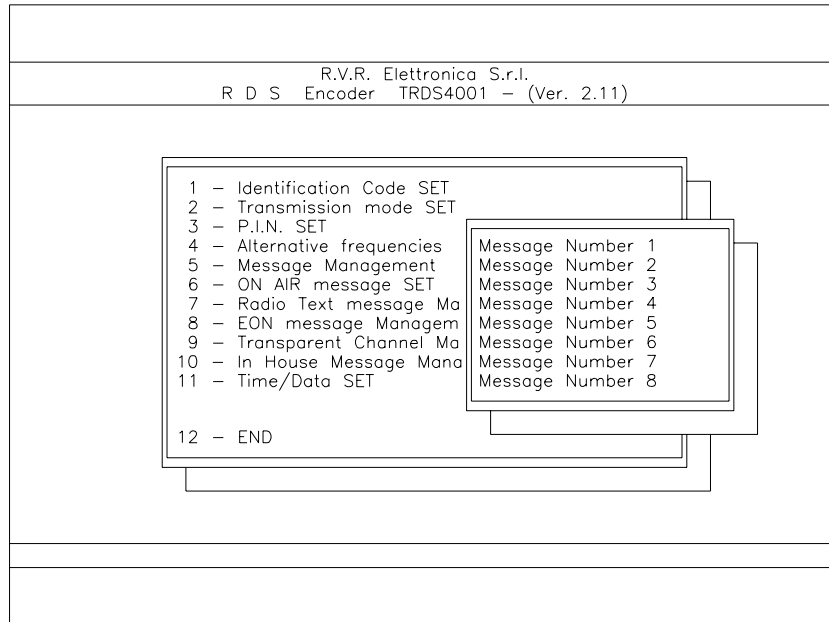 R.V.R. Elettronica S.r.l.
R D S Encoder TRDS4001 – (Ver. 2.11)
1 – Identification Code SET
2 – Transmission mode SET
3 – P.I.N. SET
4 – Alternative frequencies
5 – Message Management
6 – ON AIR message SET
7 – Radio Text message Ma
8 – EON message Managem
9 – Transparent Channel Ma
10 – In House Message Mana
11 – Time/Data SET
12 – END
Message Number 1
Message Number 2
Message Number 3
Message Number 4
Message Number 5
Message Number 6
Message Number 7
Message Number 8